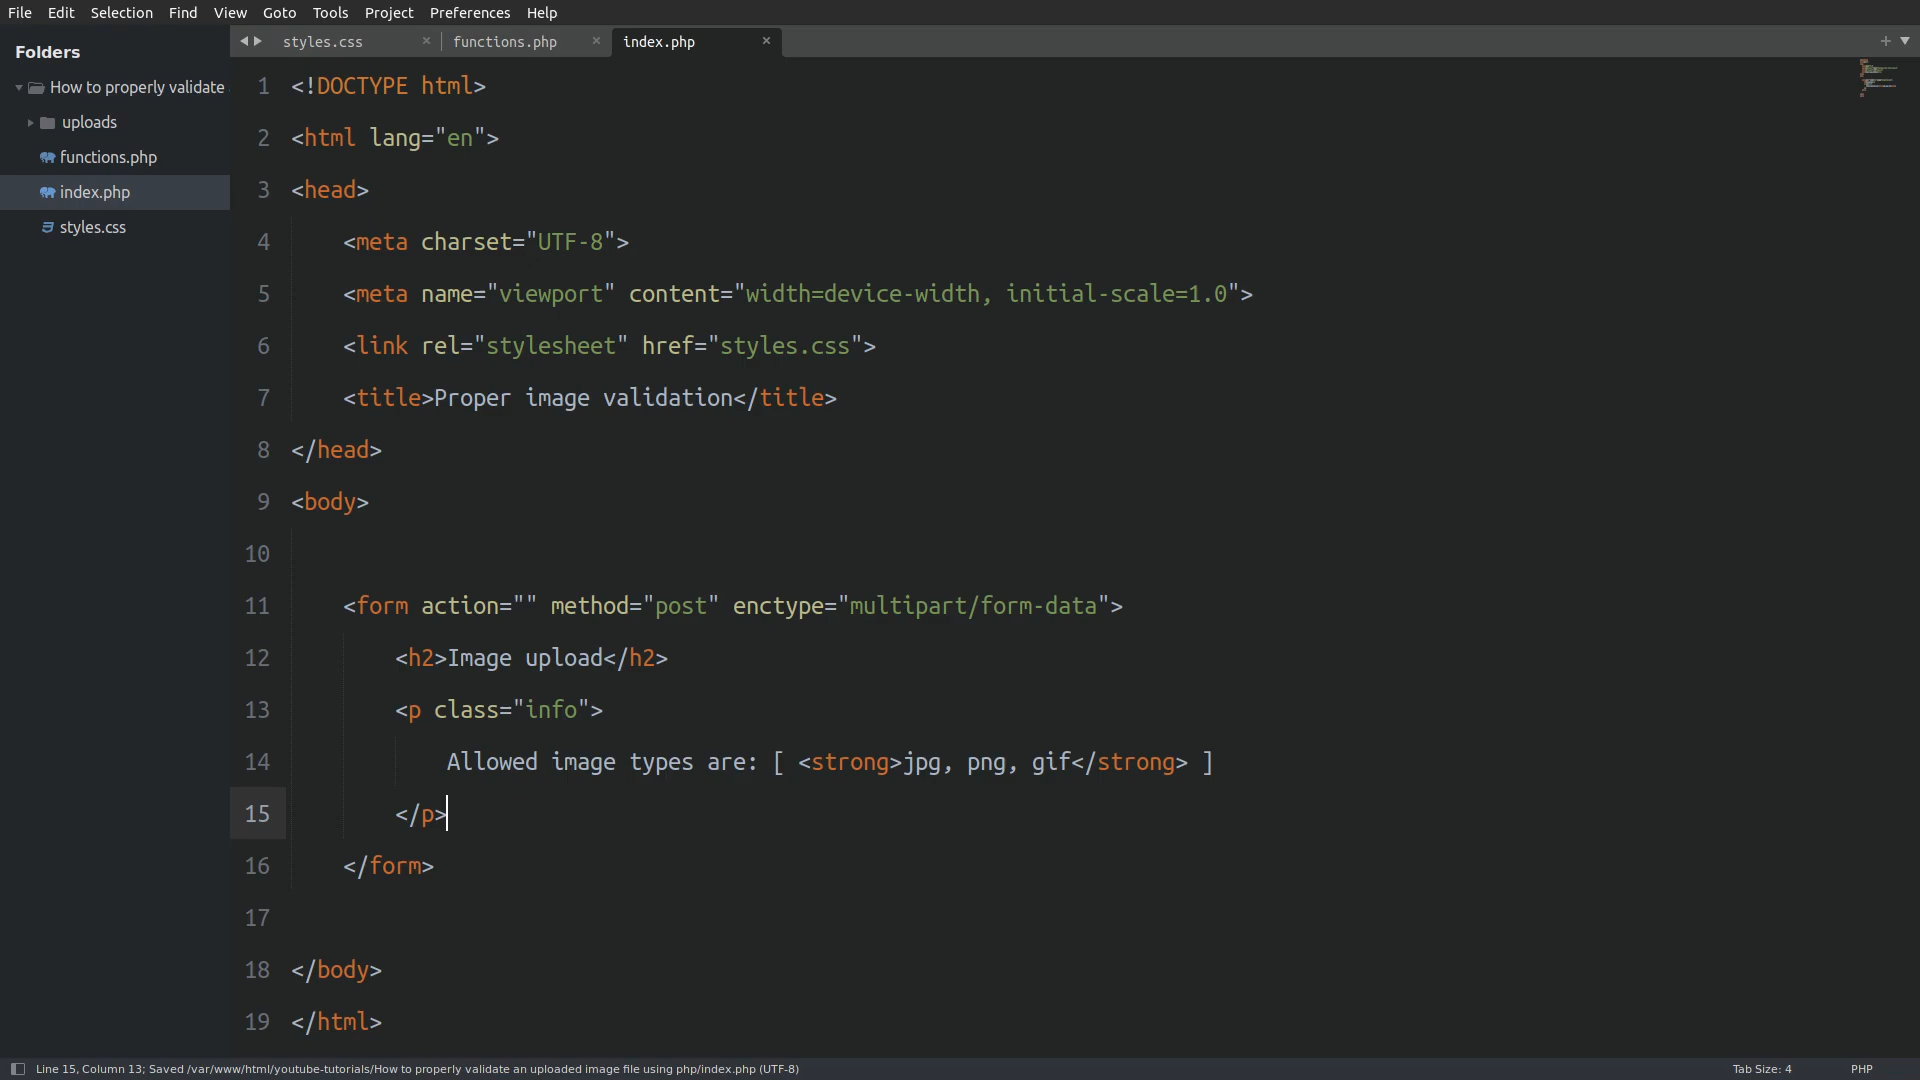 File Edit Selection Find View Goto Tools Project Preferences Help
Folders
How to properly validate
uploads
functions.php
index.php
styles.css
styles.css × functions.php × index.php ×
1 <!DOCTYPE html>
2 <html lang="en">
3 <head>
4 <meta charset="UTF-8">
5 <meta name="viewport" content="width=device-width, initial-scale=1.0">
6 <link rel="stylesheet" href="styles.css">
7 <title>Proper image validation</title>
8 </head>
9 <body>
10
11 <form action="" method="post" enctype="multipart/form-data">
12 <h2>Image upload</h2>
13 <p class="info">
14 Allowed image types are: [ <strong>jpg, png, gif</strong> ]
15 </p>
16 </form>
17
18 </body>
19 </html>
Line 15, Column 13; Saved /var/www/html/youtube-tutorials/How to properly validate an uploaded image file using php/index.php (UTF-8) Tab Size: 4 PHP